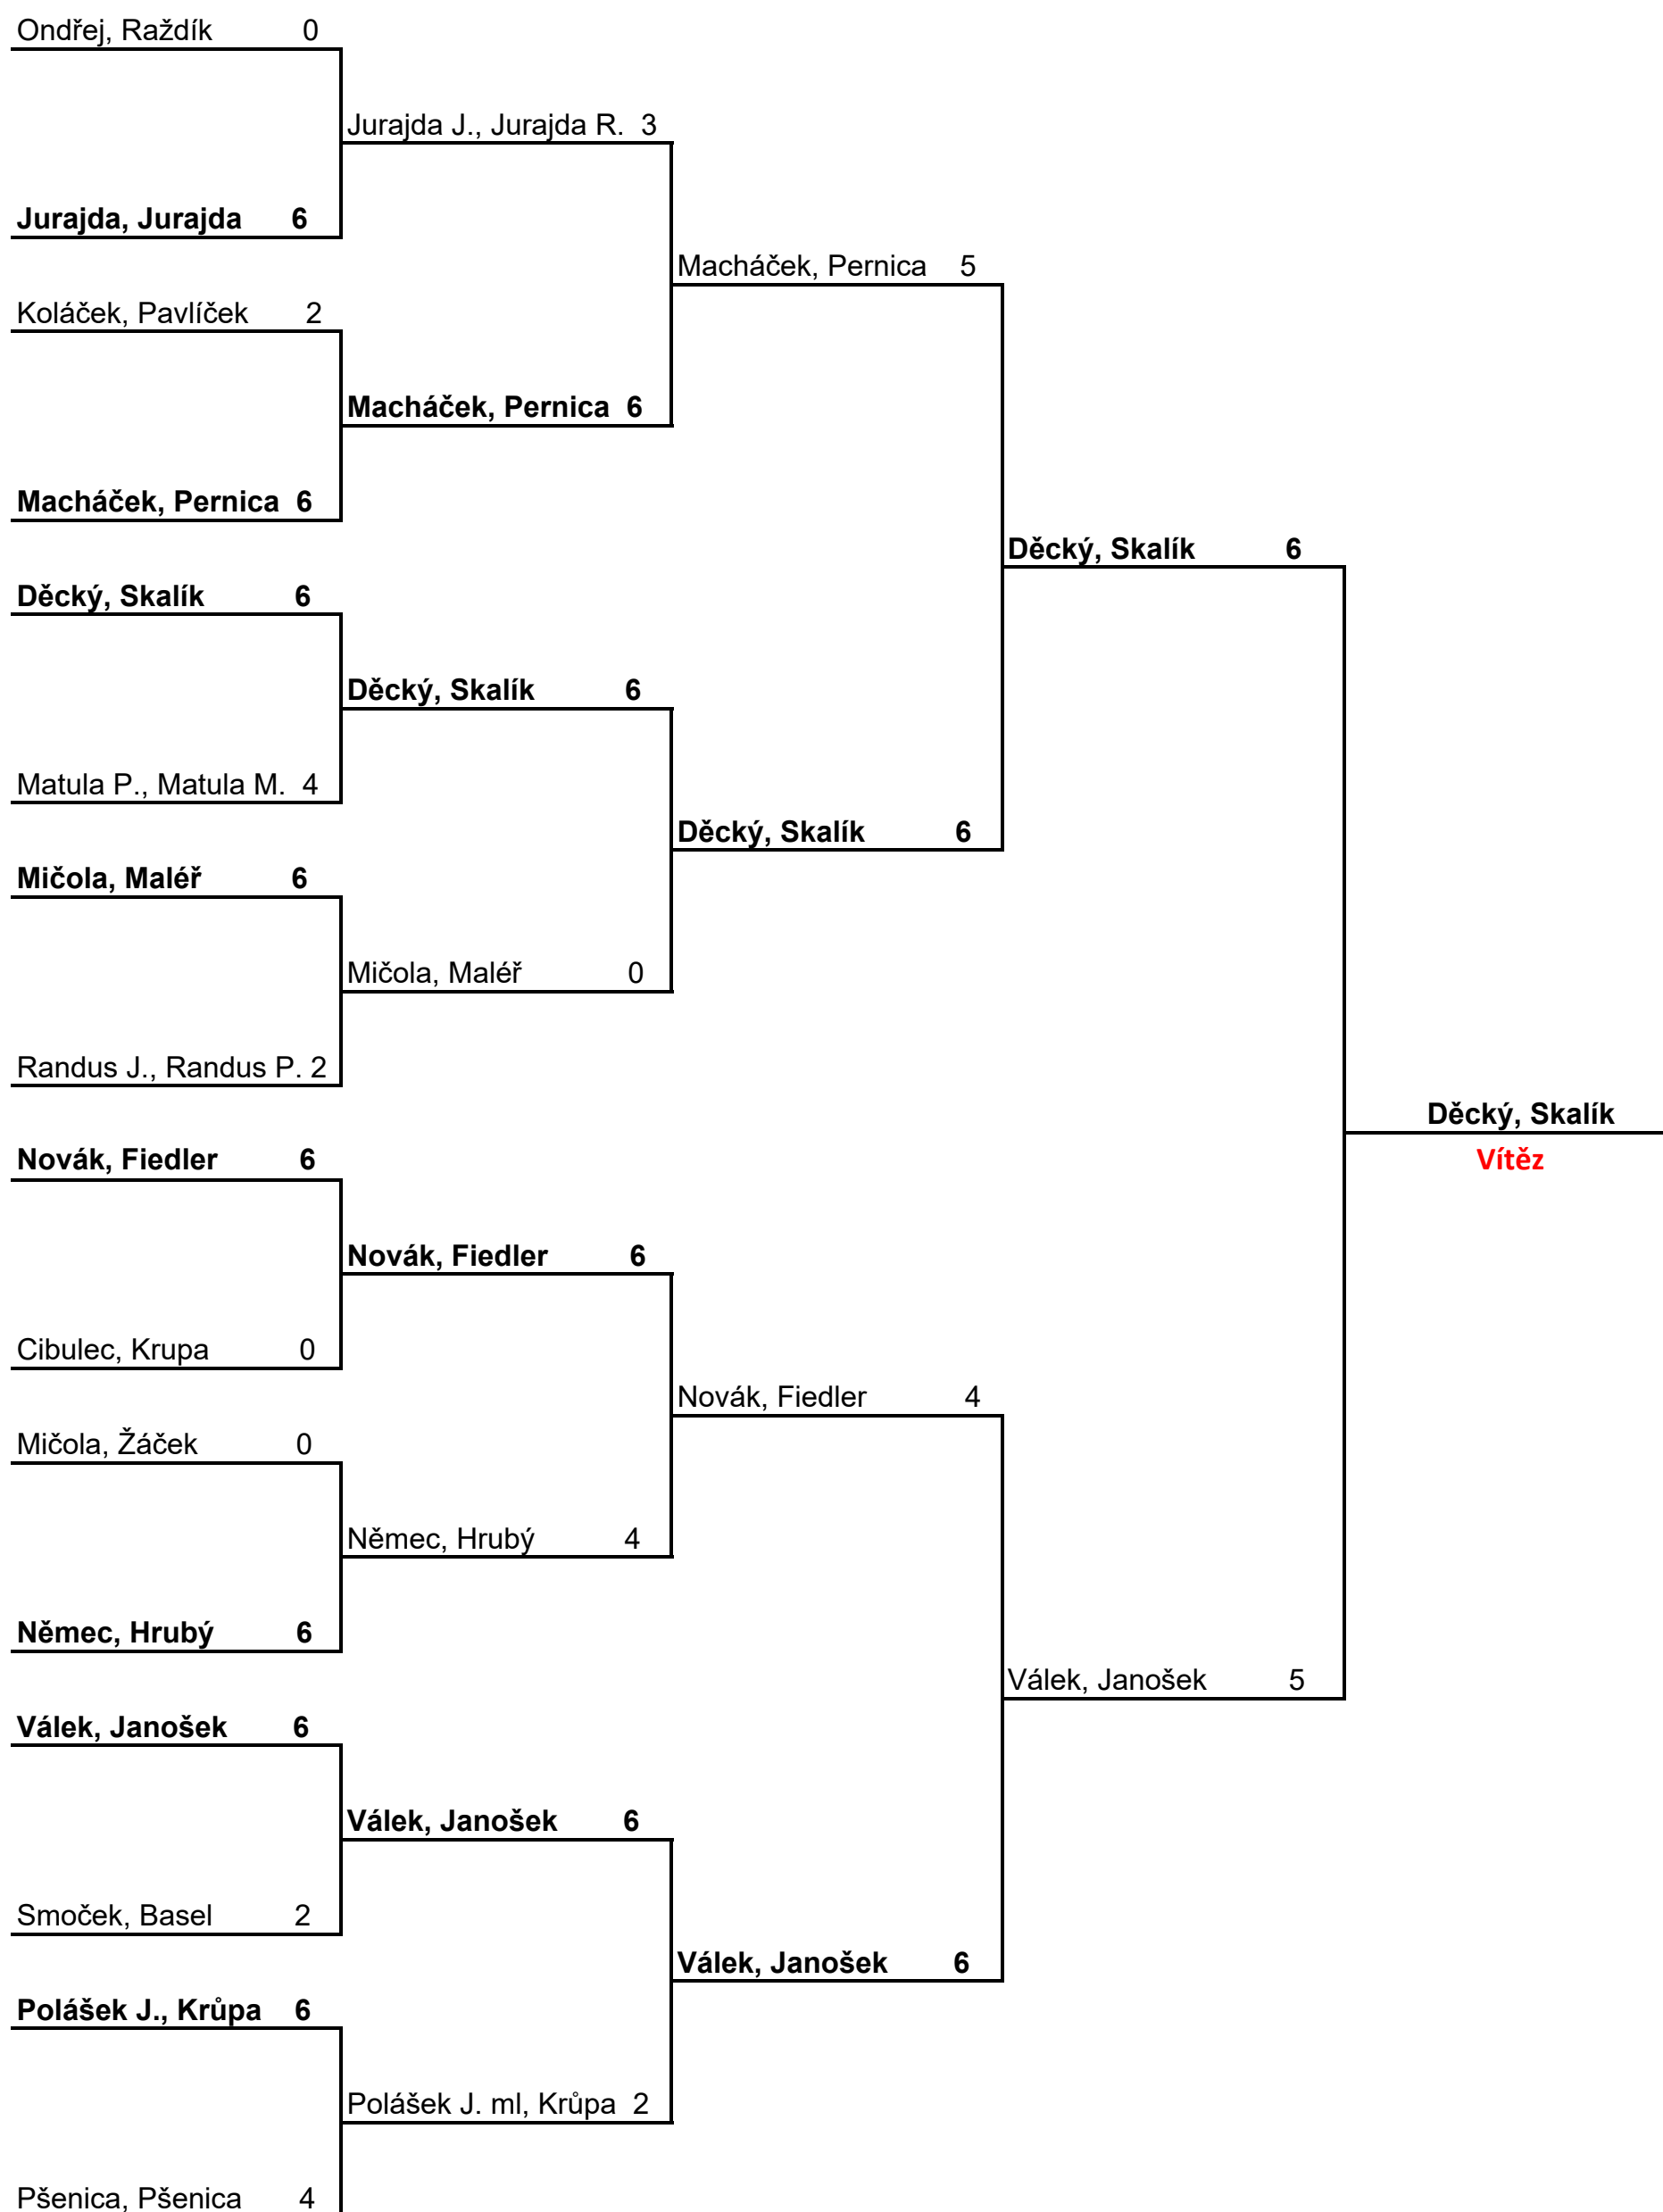 Ondřej, Raždík 0
Jurajda J., Jurajda R. 3
Jurajda, Jurajda 6
Macháček, Pernica 5
Koláček, Pavlíček 2
Macháček, Pernica 6
Macháček, Pernica 6
Děcký, Skalík 6
Děcký, Skalík 6
Děcký, Skalík 6
Matula P., Matula M. 4
Děcký, Skalík 6
Mičola, Maléř 6
Mičola, Maléř 0
Randus J., Randus P. 2
Děcký, Skalík
Novák, Fiedler 6
Vítěz
Novák, Fiedler 6
Cibulec, Krupa 0
Novák, Fiedler 4
Mičola, Žáček 0
Němec, Hrubý 4
Němec, Hrubý 6
Válek, Janošek 5
Válek, Janošek 6
Válek, Janošek 6
Smoček, Basel 2
Válek, Janošek 6
Polášek J., Krůpa 6
Polášek J. ml, Krůpa 2
Pšenica, Pšenica 4